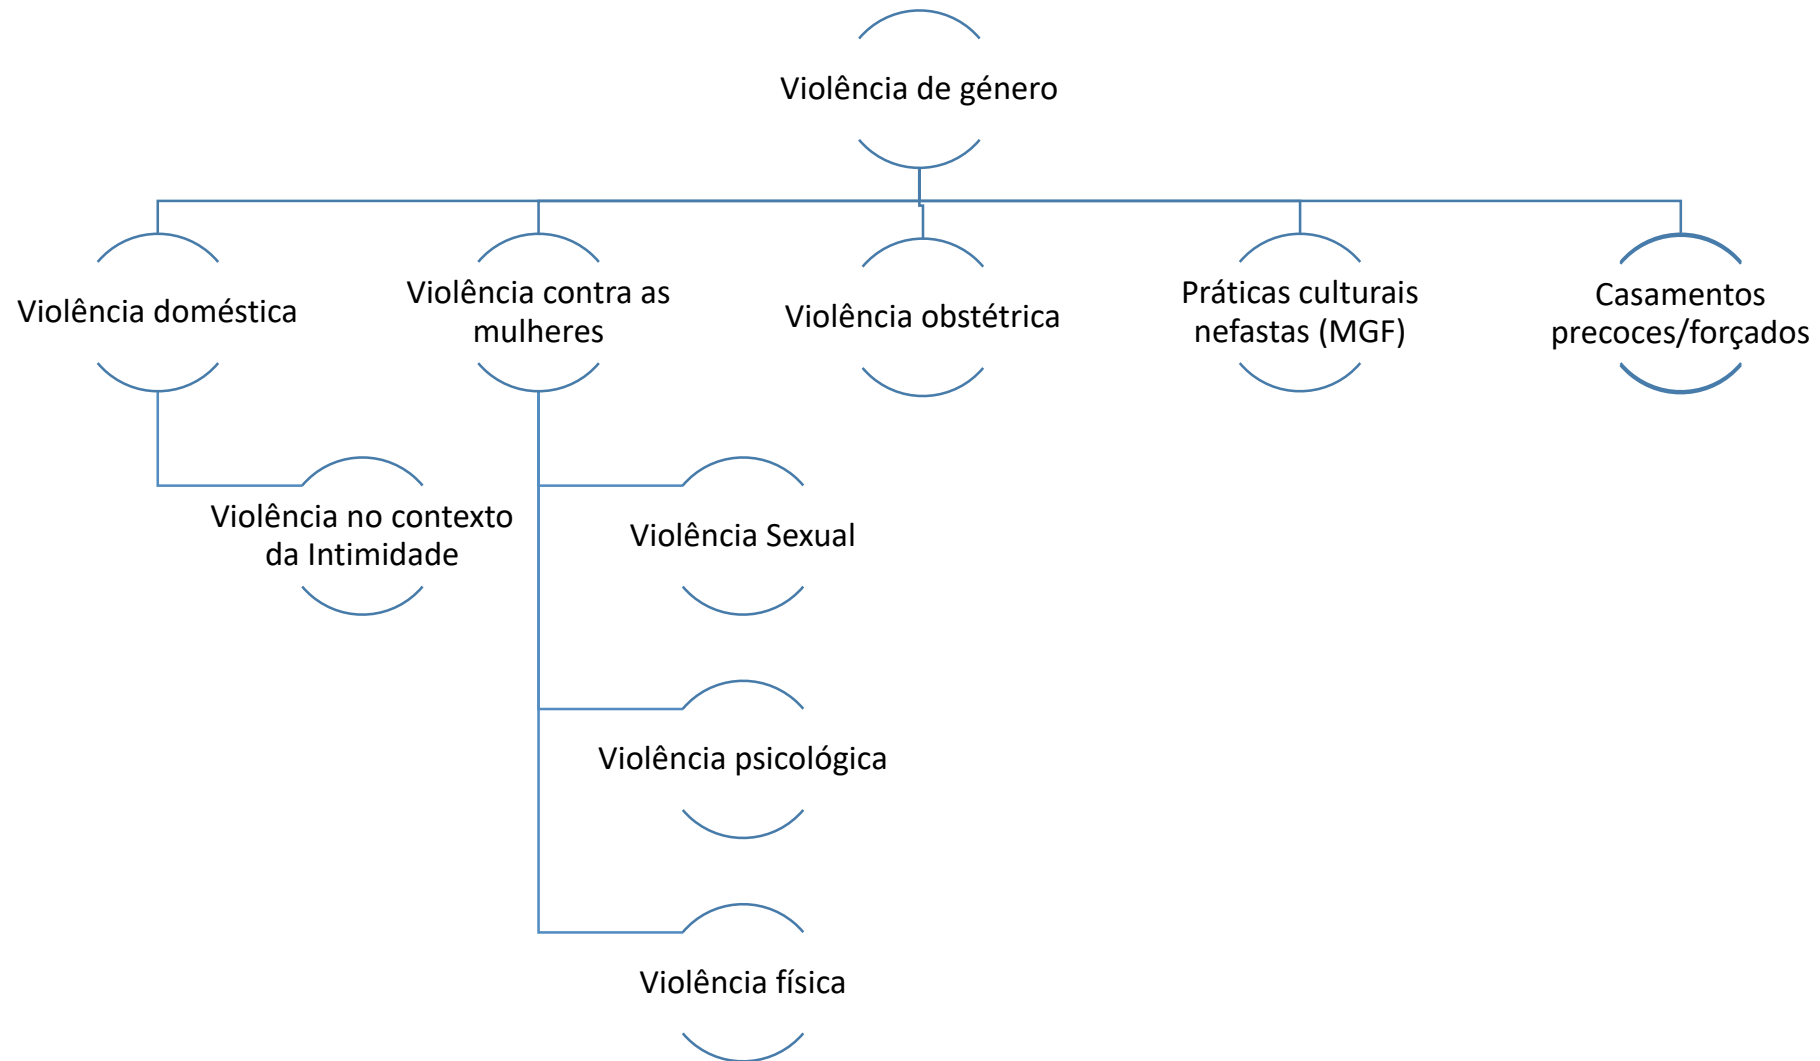 Violência de género
Violência doméstica
Violência contra as
mulheres
Violência obstétrica
Práticas culturais
nefastas (MGF)
Casamentos
precoces/forçados
Violência no contexto
da Intimidade
Violência Sexual
Violência psicológica
Violência física